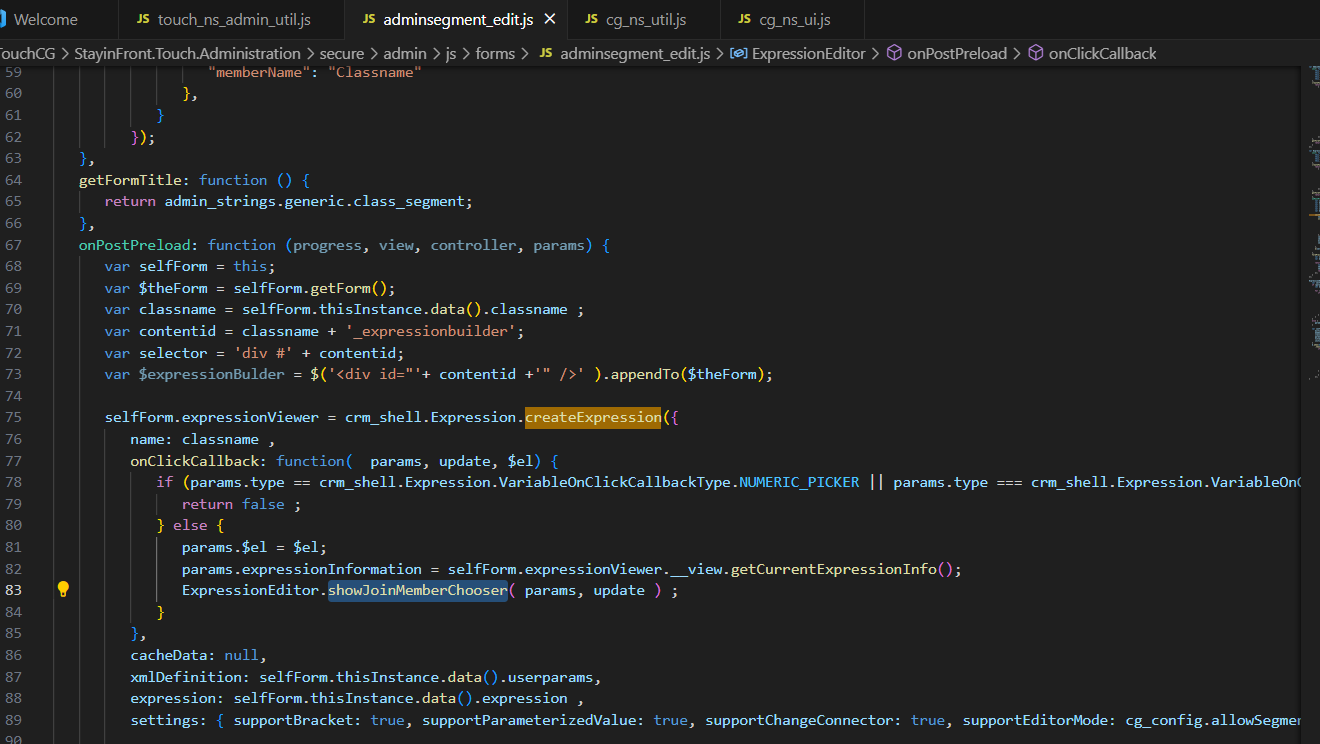 Welcome
JS touch_ns_admin_util.js
JS adminsegment_edit.js
JS cg_ns_util.js
JS cg_ns_ui.js
TouchCG > StayinFront.Touch.Administration > secure > admin > js > forms > JS adminsegment_edit.js > ExpressionEditor > onPostPreload > onClickCallback
59 "memberName": "Classname"
60 },
61 }
62 });
63 },
64 getFormTitle: function () {
65 return admin_strings.generic.class_segment;
66 },
67 onPostPreload: function (progress, view, controller, params) {
68 var selfForm = this;
69 var $theForm = selfForm.getForm();
70 var classname = selfForm.thisInstance.data().classname ;
71 var contentid = classname + '_expressionbuilder';
72 var selector = 'div #' + contentid;
73 var $expressionBulder = $('<div id="'+ contentid +'" />' ).appendTo($theForm);
74
75 selfForm.expressionViewer = crm_shell.Expression.createExpression({
76 name: classname ,
77 onClickCallback: function(  params, update, $el) {
78 if (params.type == crm_shell.Expression.VariableOnClickCallbackType.NUMERIC_PICKER || params.type === crm_shell.Expression.VariableOnC
79 return false ;
80 } else {
81 params.$el = $el;
82 params.expressionInformation = selfForm.expressionViewer.__view.getCurrentExpressionInfo();
83 ExpressionEditor.showJoinMemberChooser( params, update ) ;
84 }
85 },
86 cacheData: null,
87 xmlDefinition: selfForm.thisInstance.data().userparams,
88 expression: selfForm.thisInstance.data().expression ,
89 settings: { supportBracket: true, supportParameterizedValue: true, supportChangeConnector: true, supportEditorMode: cg_config.allowSegmen
90